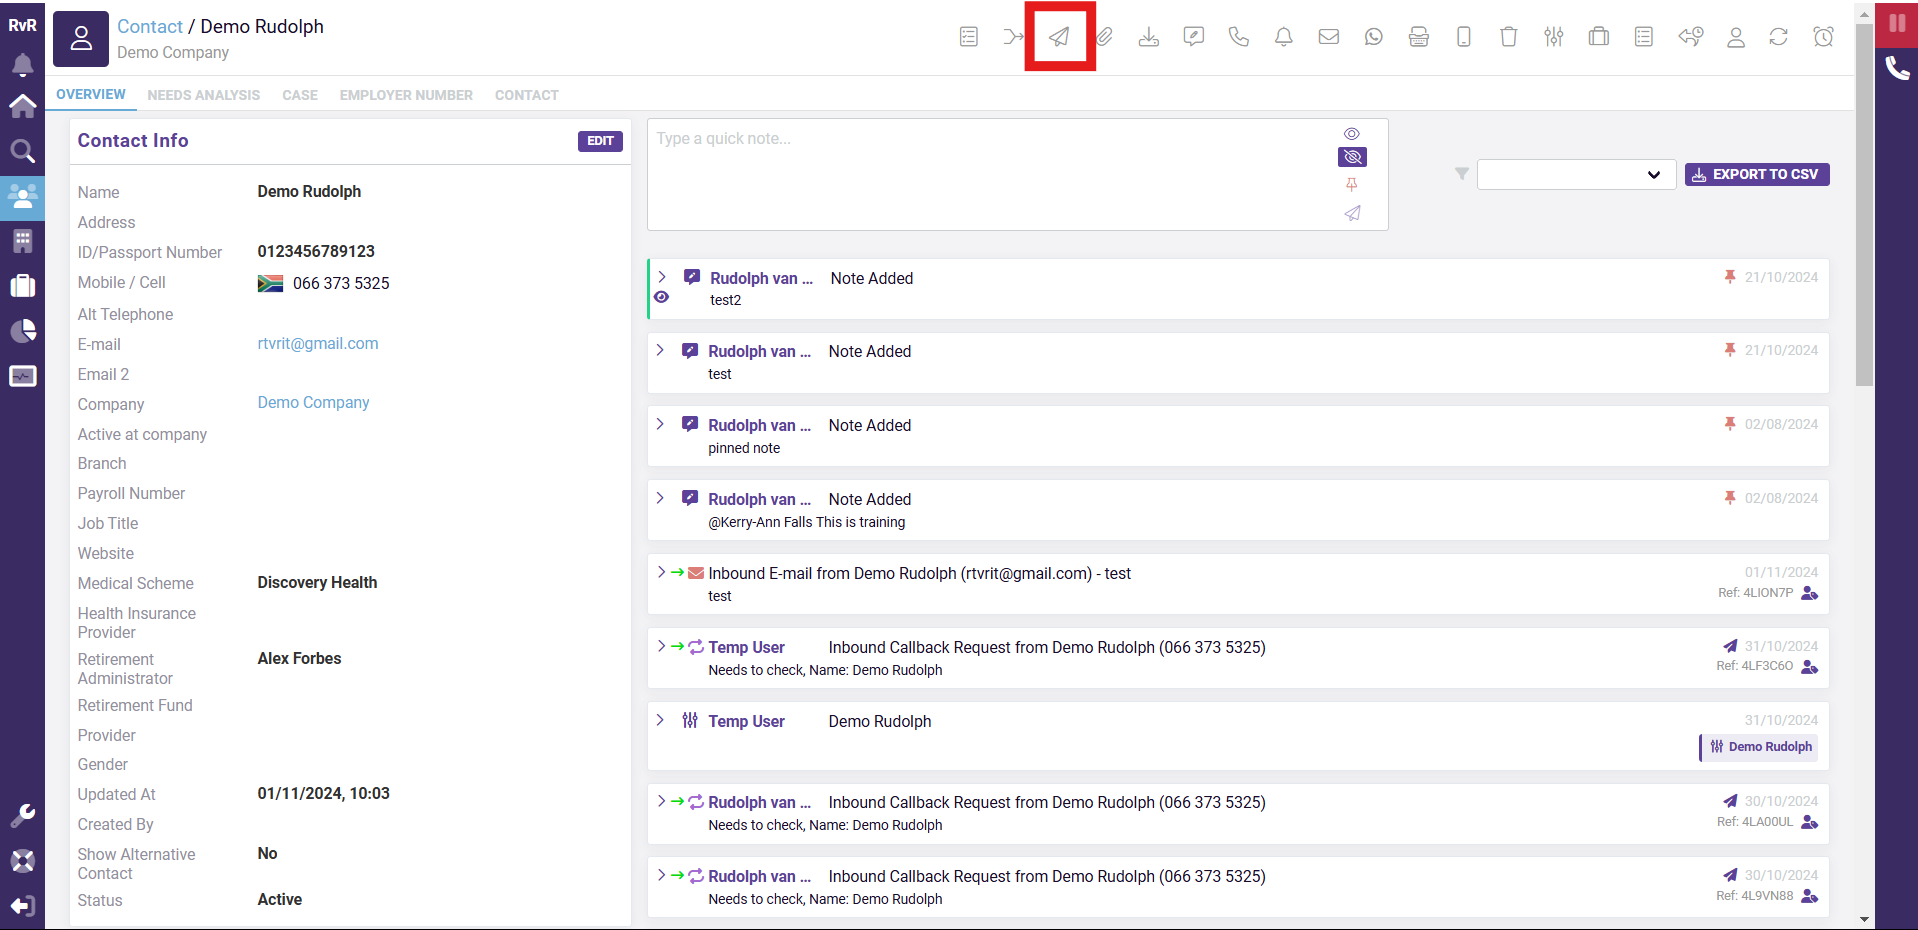 RvR
Contact / Demo Rudolph
Demo Company
OVERVIEW NEEDS ANALYSIS CASE EMPLOYER NUMBER CONTACT
Contact Info EDIT
Name Demo Rudolph
Address
ID/Passport Number 0123456789123
Mobile / Cell 066 373 5325
Alt Telephone
E-mail rtvrit@gmail.com
Email 2
Company Demo Company
Active at company
Branch
Payroll Number
Job Title
Website
Medical Scheme Discovery Health
Health Insurance
Provider
Retirement Alex Forbes
Administrator
Retirement Fund
Provider
Gender
Updated At 01/11/2024, 10:03
Created By
Show Alternative No
Contact
Status Active
Type a quick note...
EXPORT TO CSV
Rudolph van ... Note Added 21/10/2024
test2
Rudolph van ... Note Added 21/10/2024
test
Rudolph van ... Note Added 02/08/2024
pinned note
Rudolph van ... Note Added 02/08/2024
@Kerry-Ann Falls This is training
Inbound E-mail from Demo Rudolph (rtvrit@gmail.com) - test 01/11/2024
test Ref: 4LION7P
Temp User Inbound Callback Request from Demo Rudolph (066 373 5325) 31/10/2024
Needs to check, Name: Demo Rudolph Ref: 4LF3C6O
Temp User Demo Rudolph 31/10/2024
Demo Rudolph
Rudolph van ... Inbound Callback Request from Demo Rudolph (066 373 5325) 30/10/2024
Needs to check, Name: Demo Rudolph Ref: 4LA00UL
Rudolph van ... Inbound Callback Request from Demo Rudolph (066 373 5325) 30/10/2024
Needs to check, Name: Demo Rudolph Ref: 4L9VN88